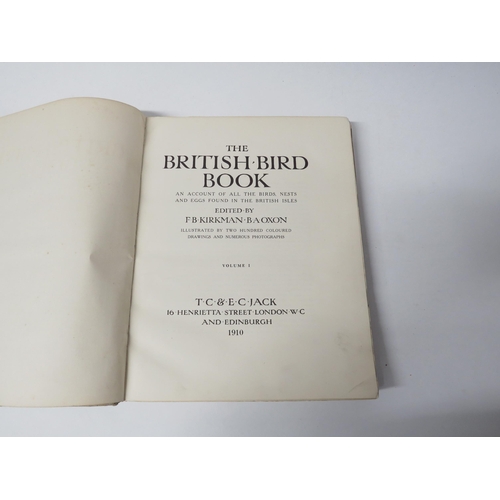 THE
BRITISH·BIRD
BOOK
AN ACCOUNT OF ALL THE BIRDS, NESTS
AND EGGS FOUND IN THE BRITISH ISLES
EDITED·BY
F·B·KIRKMAN·B·A·OXON
ILLUSTRATED BY TWO HUNDRED COLOURED
DRAWINGS AND NUMEROUS PHOTOGRAPHS
VOLUME I
T·C·&·E·C·JACK
16·HENRIETTA·STREET·LONDON·W·C
AND·EDINBURGH
1910